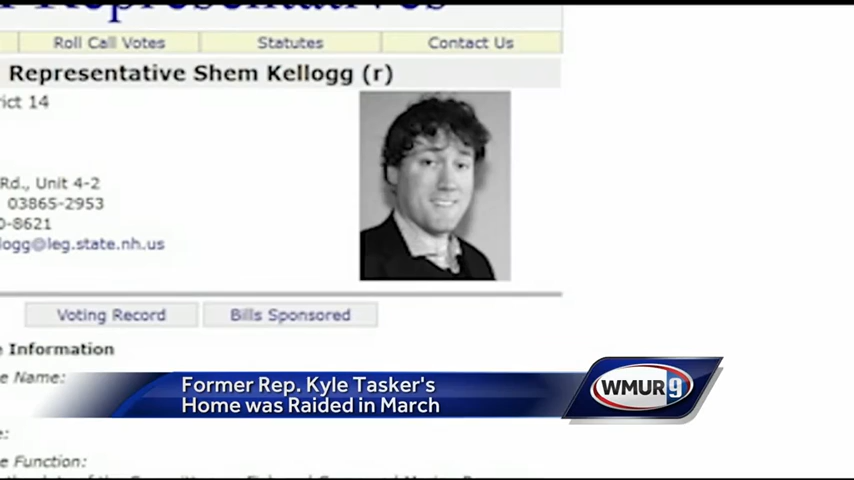 Representatives
Roll Call Votes Statutes Contact Us
Representative Shem Kellogg (r)
rict 14
Rd., Unit 4-2
03865-2953
0-8621
logg@leg.state.nh.us
Voting Record Bills Sponsored
e Information
e Name:
Former Rep. Kyle Tasker's
Home was Raided in March
WMUR 9
e:
e Function: